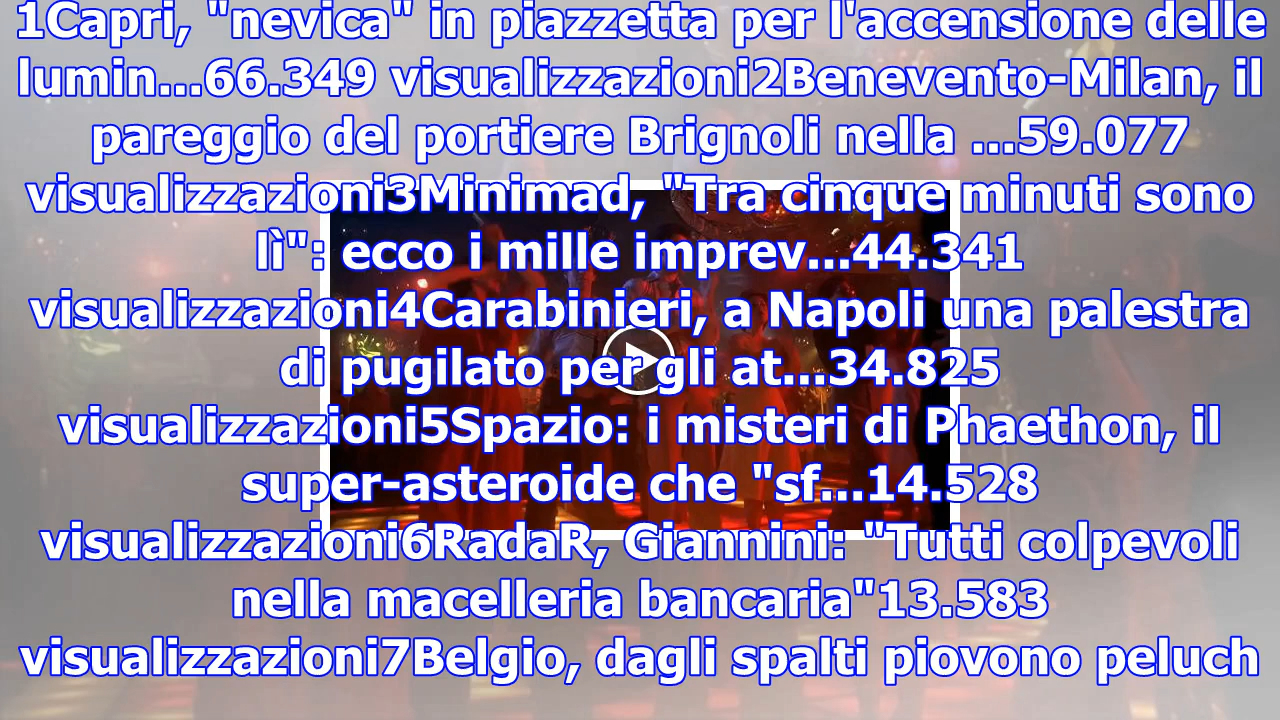 1Capri, "nevica" in piazzetta per l'accensione delle
lumin...66.349 visualizzazioni2Benevento-Milan, il
pareggio del portiere Brignoli nella ...59.077
visualizzazioni3Minimad, "Tra cinque minuti sono
lì": ecco i mille imprev...44.341
visualizzazioni4Carabinieri, a Napoli una palestra
di pugilato per gli at...34.825
visualizzazioni5Spazio: i misteri di Phaethon, il
super-asteroide che "sf...14.528
visualizzazioni6RadaR, Giannini: "Tutti colpevoli
nella macelleria bancaria"13.583
visualizzazioni7Belgio, dagli spalti piovono peluch